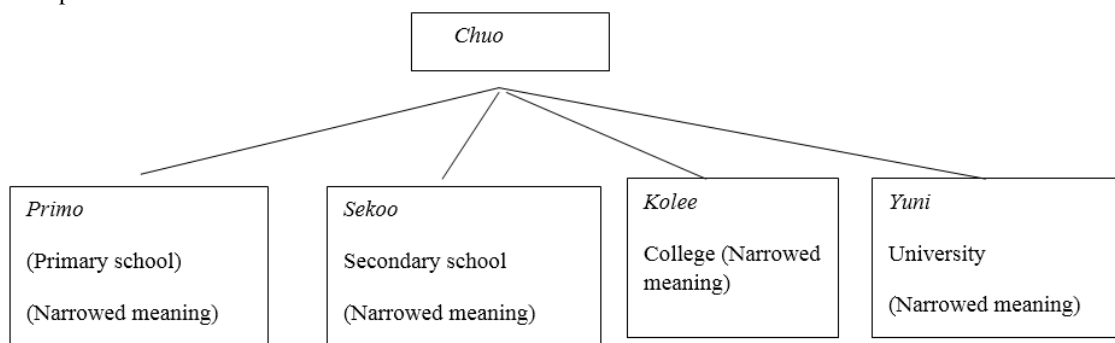 Chuo
Primo
(Primary school)
(Narrowed meaning)
Sekoo
Secondary school
(Narrowed meaning)
Kolee
College (Narrowed
meaning)
Yuni
University
(Narrowed meaning)